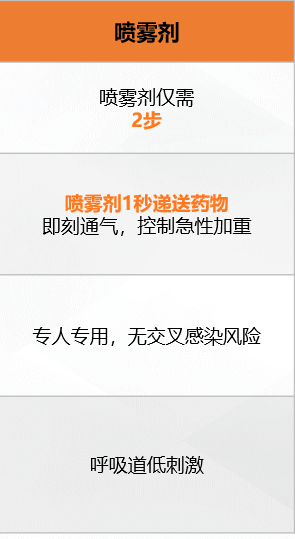 喷雾剂
喷雾剂仅需
2步
喷雾剂1秒递送药物
即刻通气，控制急性加重
专人专用，无交叉感染风险
呼吸道低刺激